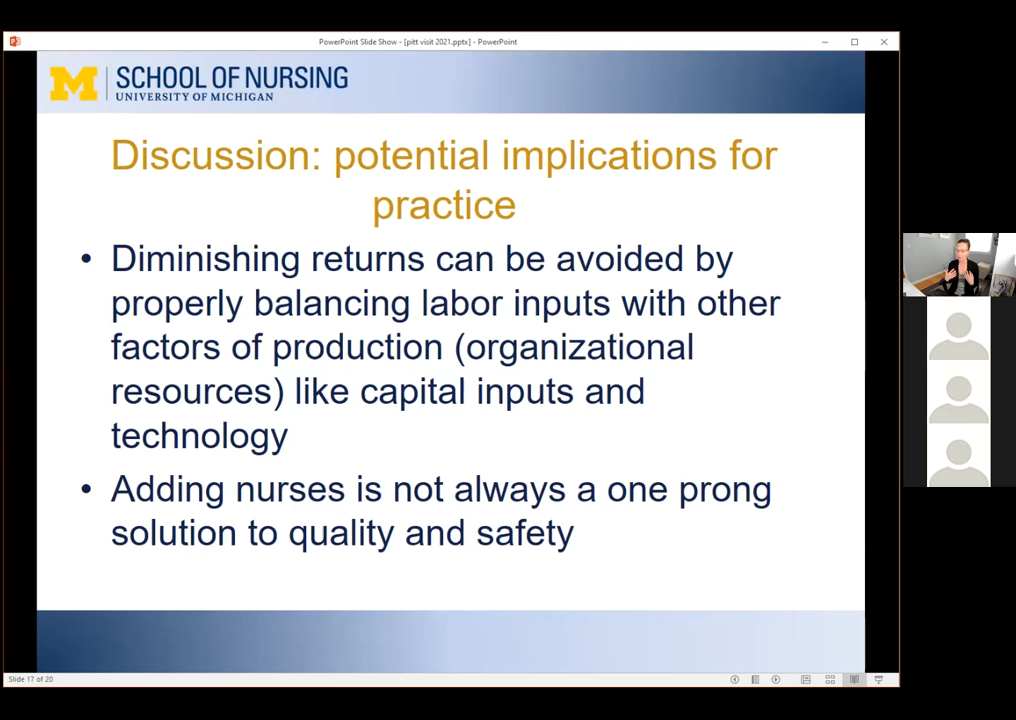 PowerPoint Slide Show - [pitt visit 2021.pptx] - PowerPoint
M SCHOOL OF NURSING
UNIVERSITY OF MICHIGAN
Discussion: potential implications for
practice
• Diminishing returns can be avoided by
properly balancing labor inputs with other
factors of production (organizational
resources) like capital inputs and
technology
• Adding nurses is not always a one prong
solution to quality and safety
Slide 17 of 20